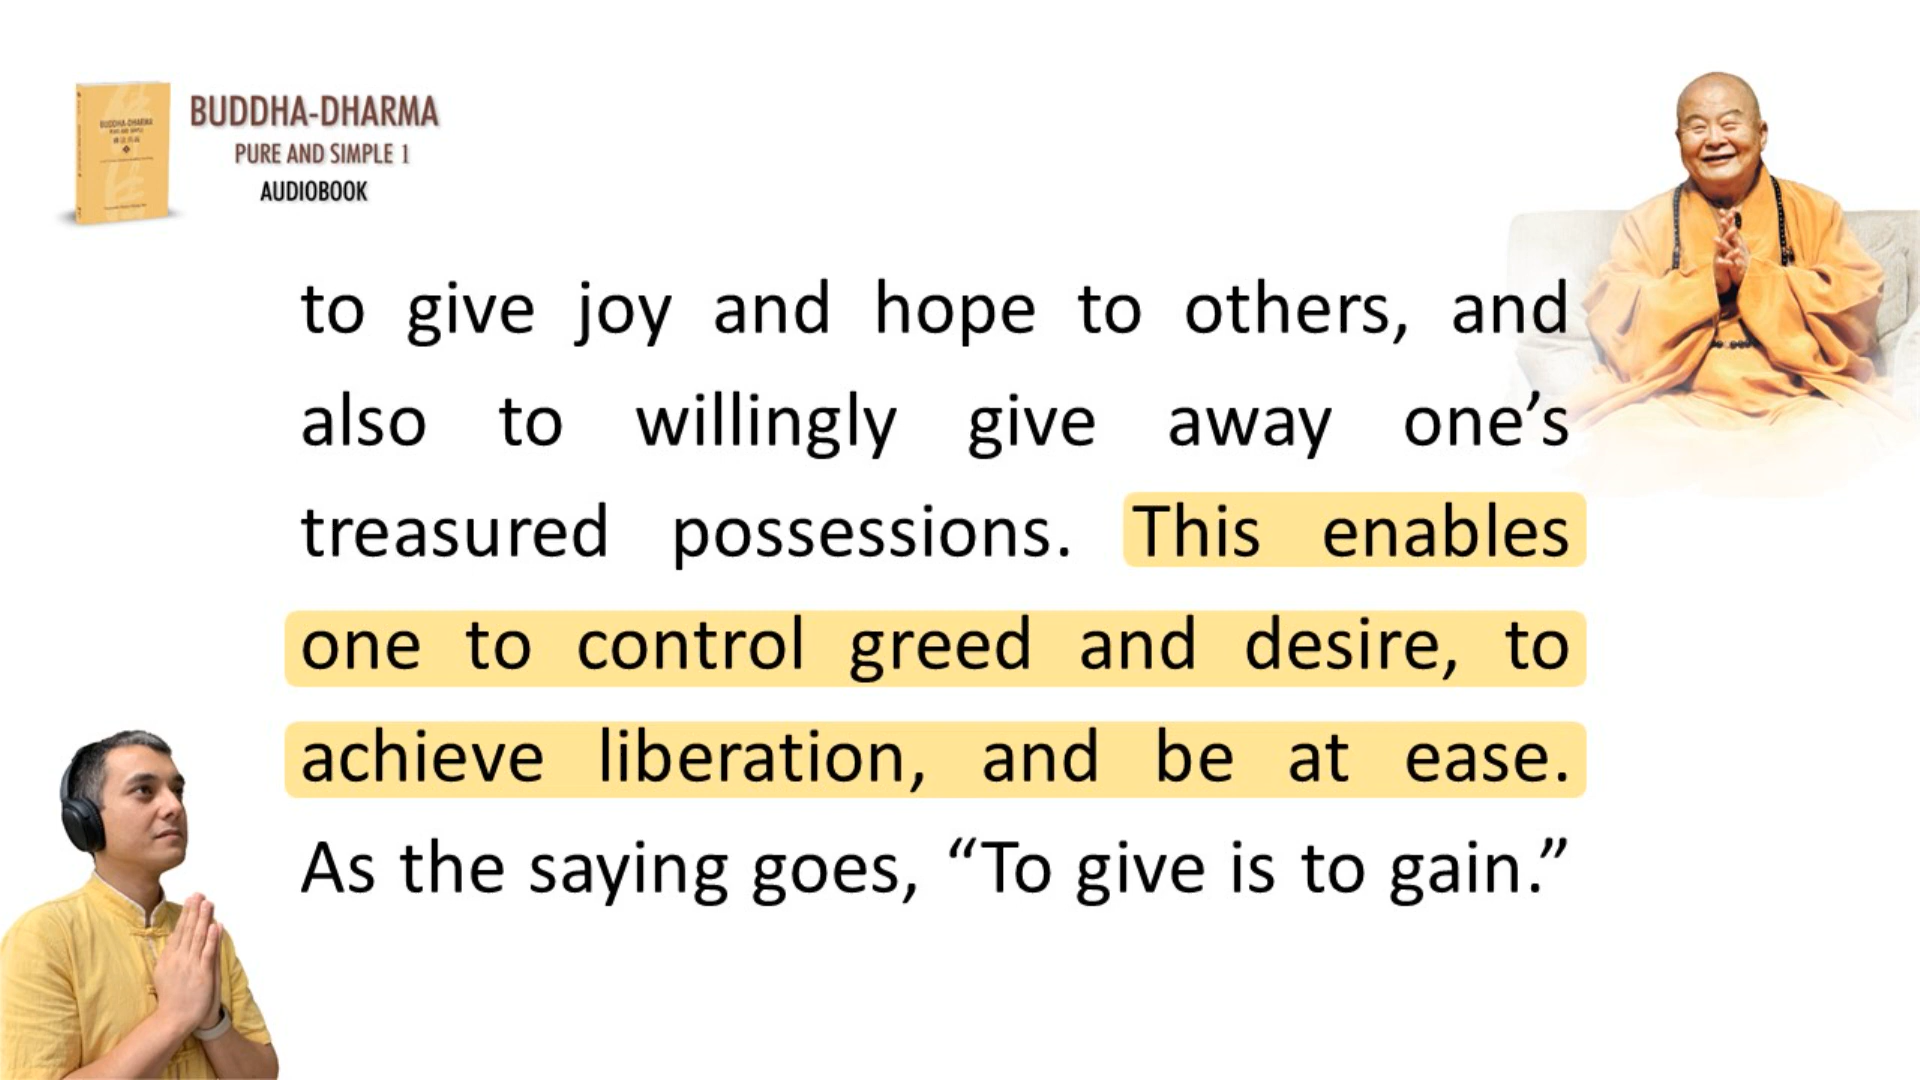 BUDDHA-DHARMA
PURE AND SIMPLE 1
AUDIOBOOK
BUDDHA-DHARMA
to give joy and hope to others, and
also to willingly give away one’s
treasured possessions. This enables
one to control greed and desire, to
achieve liberation, and be at ease.
As the saying goes, “To give is to gain.”